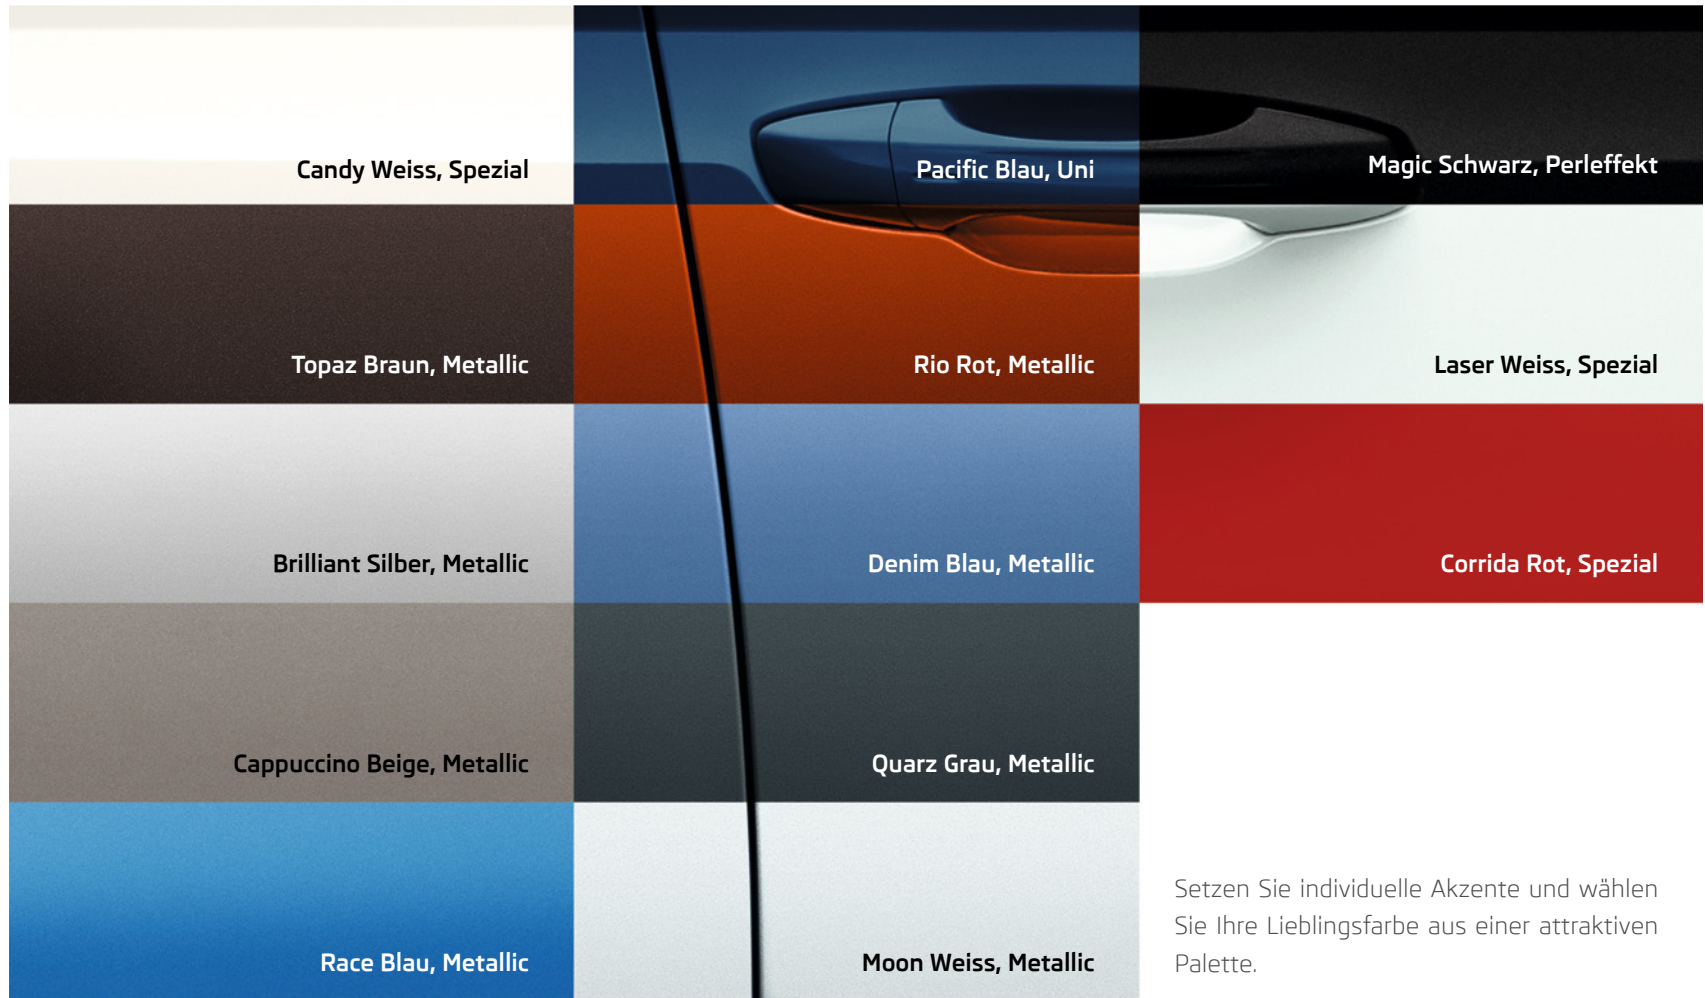 Candy Weiss, Spezial
Pacific Blau, Uni
Magic Schwarz, Perleffekt
Topaz Braun, Metallic
Rio Rot, Metallic
Laser Weiss, Spezial
Brilliant Silber, Metallic
Denim Blau, Metallic
Corrida Rot, Spezial
Cappuccino Beige, Metallic
Quarz Grau, Metallic
Race Blau, Metallic
Moon Weiss, Metallic
Setzen Sie individuelle Akzente und wählen
Sie Ihre Lieblingsfarbe aus einer attraktiven
Palette.